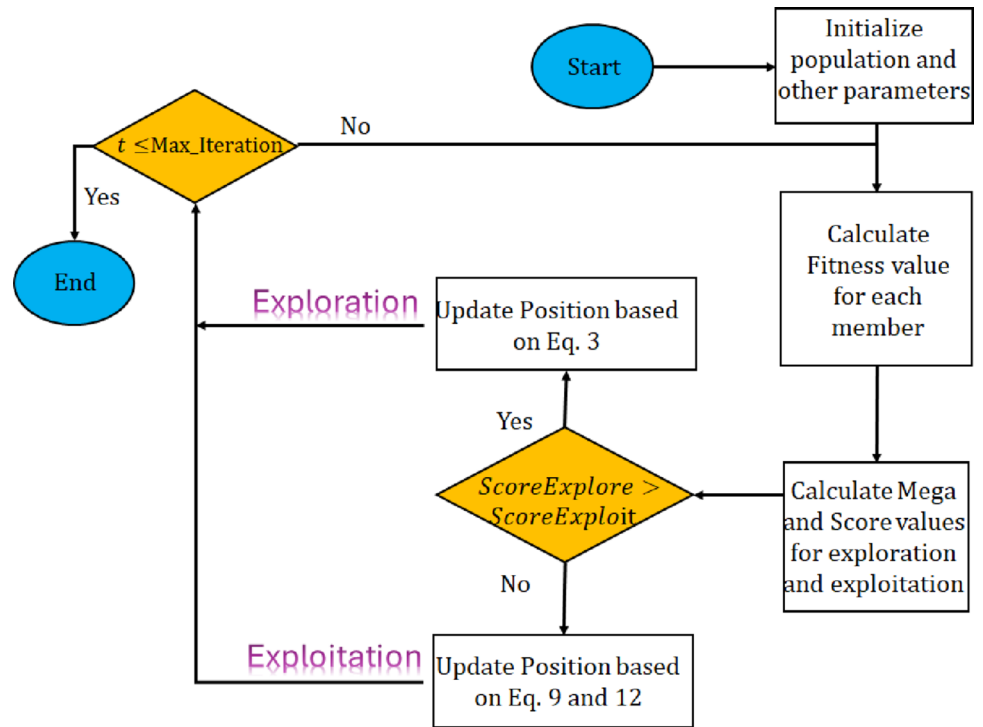 Start
Initialize
population and
other parameters
Calculate
Fitness value
for each
member
Calculate Mega
and Score values
for exploration
and exploitation
ScoreExplore >
ScoreExploit
Yes
Update Position based
on Eq. 3
Exploration
No
Update Position based
on Eq. 9 and 12
Exploitation
t ≤Max_Iteration
No
Yes
End